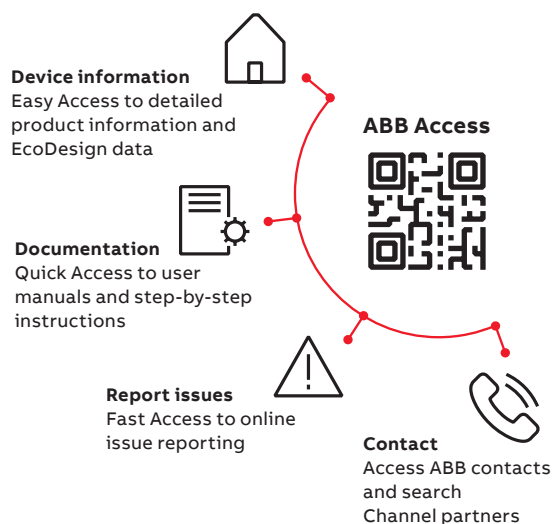 Device information
Easy Access to detailed
product information and
EcoDesign data
ABB Access
Documentation
Quick Access to user
manuals and step-by-step
instructions
Report issues
Fast Access to online
issue reporting
Contact
Access ABB contacts
and search
Channel partners